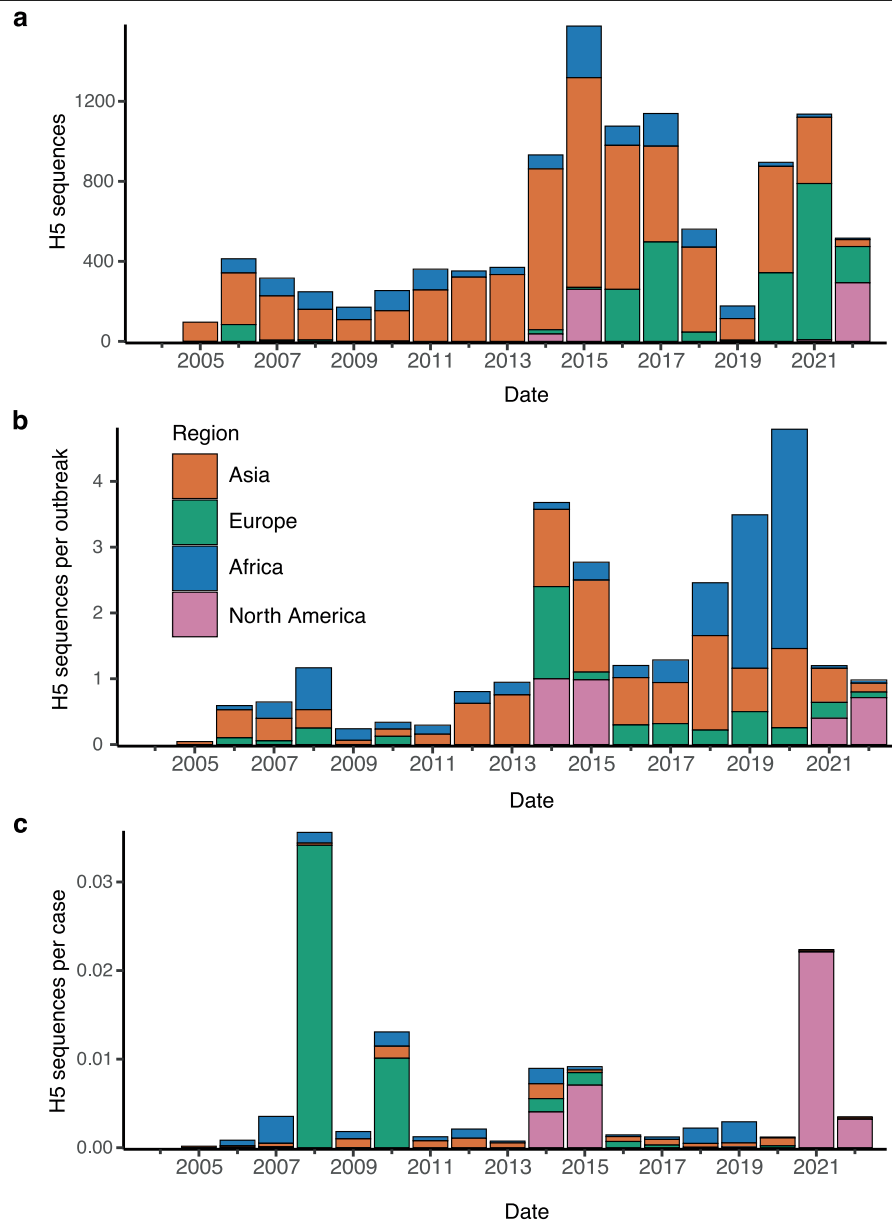 a
H5 sequences
1200
800
400
0
2005 2007 2009 2011 2013 2015 2017 2019 2021
Date
b
H5 sequences per outbreak
4
3
2
1
0
Region
Asia
Europe
Africa
North America
2005 2007 2009 2011 2013 2015 2017 2019 2021
Date
c
H5 sequences per case
0.03
0.02
0.01
0.00
2005 2007 2009 2011 2013 2015 2017 2019 2021
Date